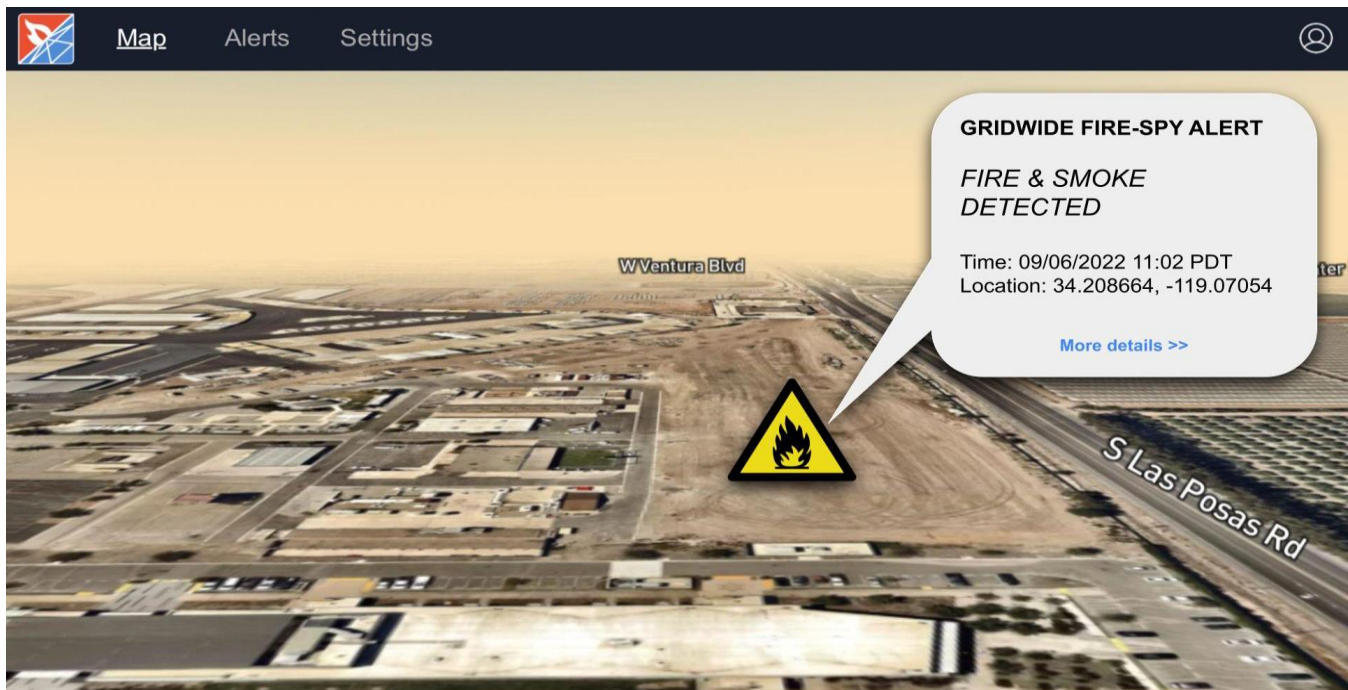 Map Alerts Settings
GRIDWIDE FIRE-SPY ALERT
FIRE & SMOKE
DETECTED
W Ventura Blvd
Time: 09/06/2022 11:02 PDT
Location: 34.208664, -119.07054
More details >>
S Las Posas Rd